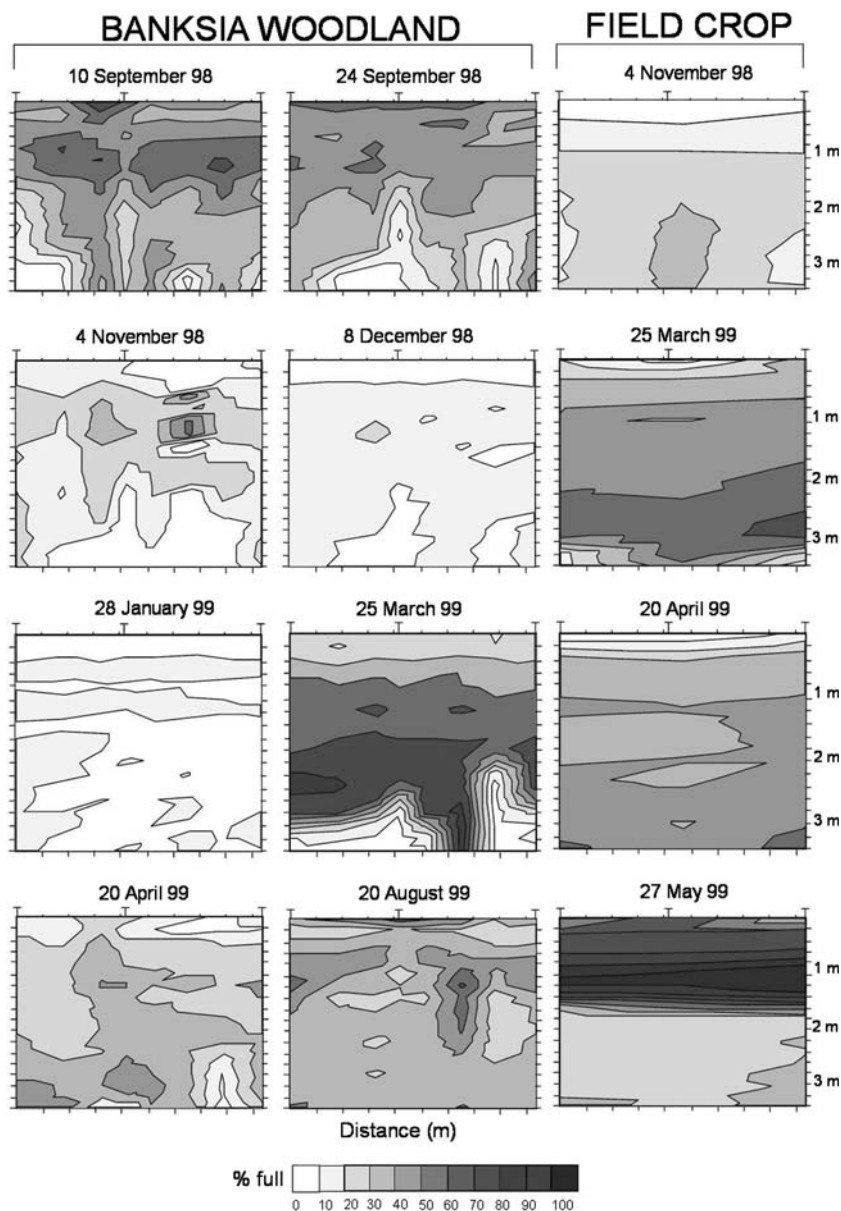 BANKSIA WOODLAND FIELD CROP
10 September 98 24 September 98 4 November 98
1 m
2 m
3 m
4 November 98 8 December 98 25 March 99
1 m
2 m
3 m
28 January 99 25 March 99 20 April 99
1 m
2 m
3 m
20 April 99 20 August 99 27 May 99
1 m
2 m
3 m
Distance (m)
% full
0 10 20 30 40 50 60 70 80 90 100